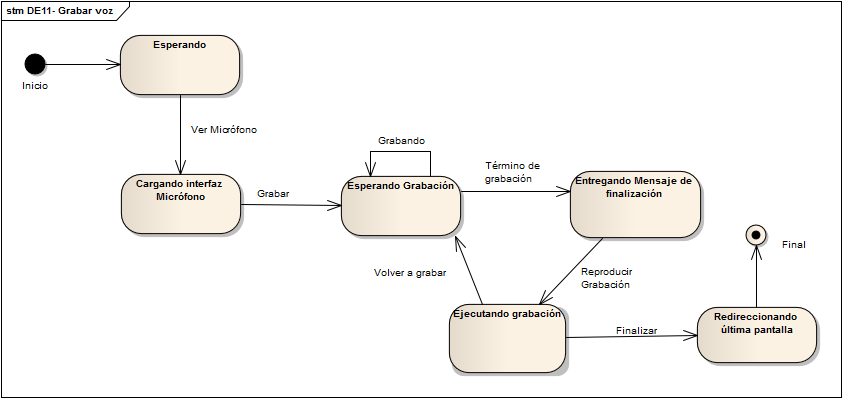 stm DE11- Grabar voz
Esperando
Inicio
Ver Micrófono
Grabando
Cargando interfaz
Micrófono
Grabar
Esperando Grabación
Término de
grabación
Entregando Mensaje de
finalización
Final
Volver a grabar
Reproducir
Grabación
Ejecutando grabación
Finalizar
Redireccionando
última pantalla